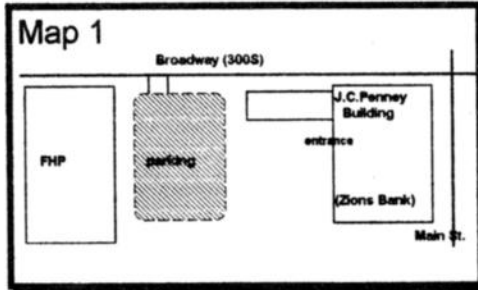 Map 1
Broadway (300S)
J.C.Penney
Building
FHP
parking
entrance
(Zions Bank)
Main St.